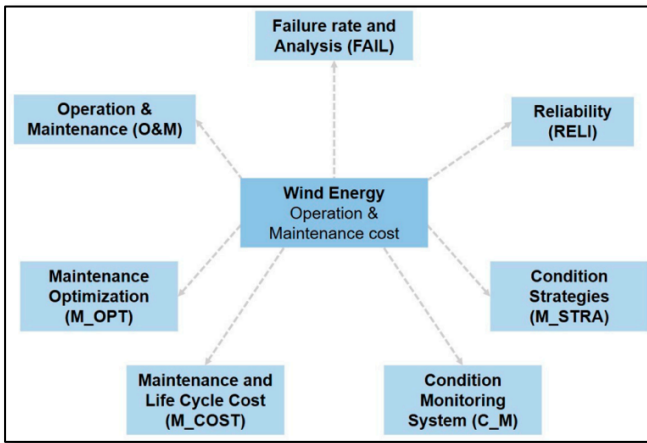 Failure rate and
Analysis (FAIL)
Operation &
Maintenance (O&M)
Reliability
(RELI)
Wind Energy
Operation &
Maintenance cost
Maintenance
Optimization
(M_OPT)
Condition
Strategies
(M_STRA)
Maintenance and
Life Cycle Cost
(M_COST)
Condition
Monitoring
System (C_M)